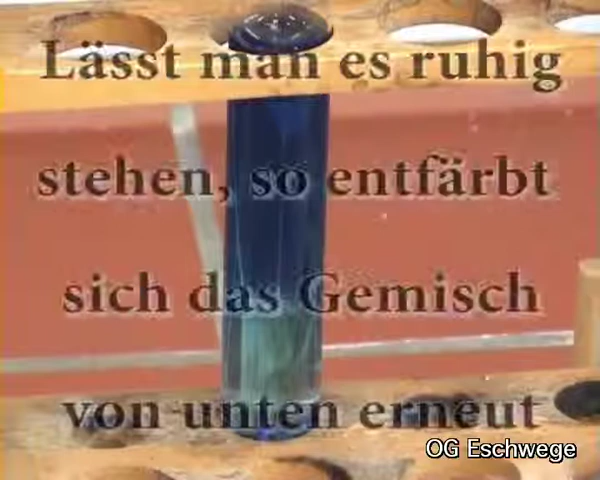 Lässt man es ruhig
stehen, so entfärbt
sich das Gemisch
von unten erneut
OG Eschwege